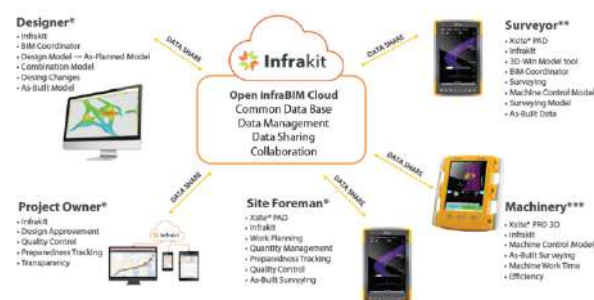 Designer*
• Infrakit
• BIM Coordinator
• Design Model → As-Planned Model
• Combination Model
• Desing Changes
• As-Built Model
DATA SHARE
Infrakit
Open infraBIM Cloud
Common Data Base
Data Management
Data Sharing
Collaboration
DATA SHARE
Surveyor**
• Xsite® PAD
• Infrakit
• 3D-Win Model tool
• BIM-Coordinator
• Surveying
• Machine Control Model
• Surveying Model
• As-Built Data
DATA SHARE
Project Owner*
• Infrakit
• Design Approvement
• Quality Control
• Preparedness Tracking
• Transparency
Infrakit
DATA SHARE
Site Foreman*
• Xsite® PAD
• Infrakit
• Work Planning
• Quantity Management
• Preparedness Tracking
• Quality Control
• As-Built Surveying
DATA SHARE
Machinery***
• Xsite® PRO 3D
• Infrakit
• Machine Control Model
• As-Built Surveying
• Machine Work Time
• Efficiency